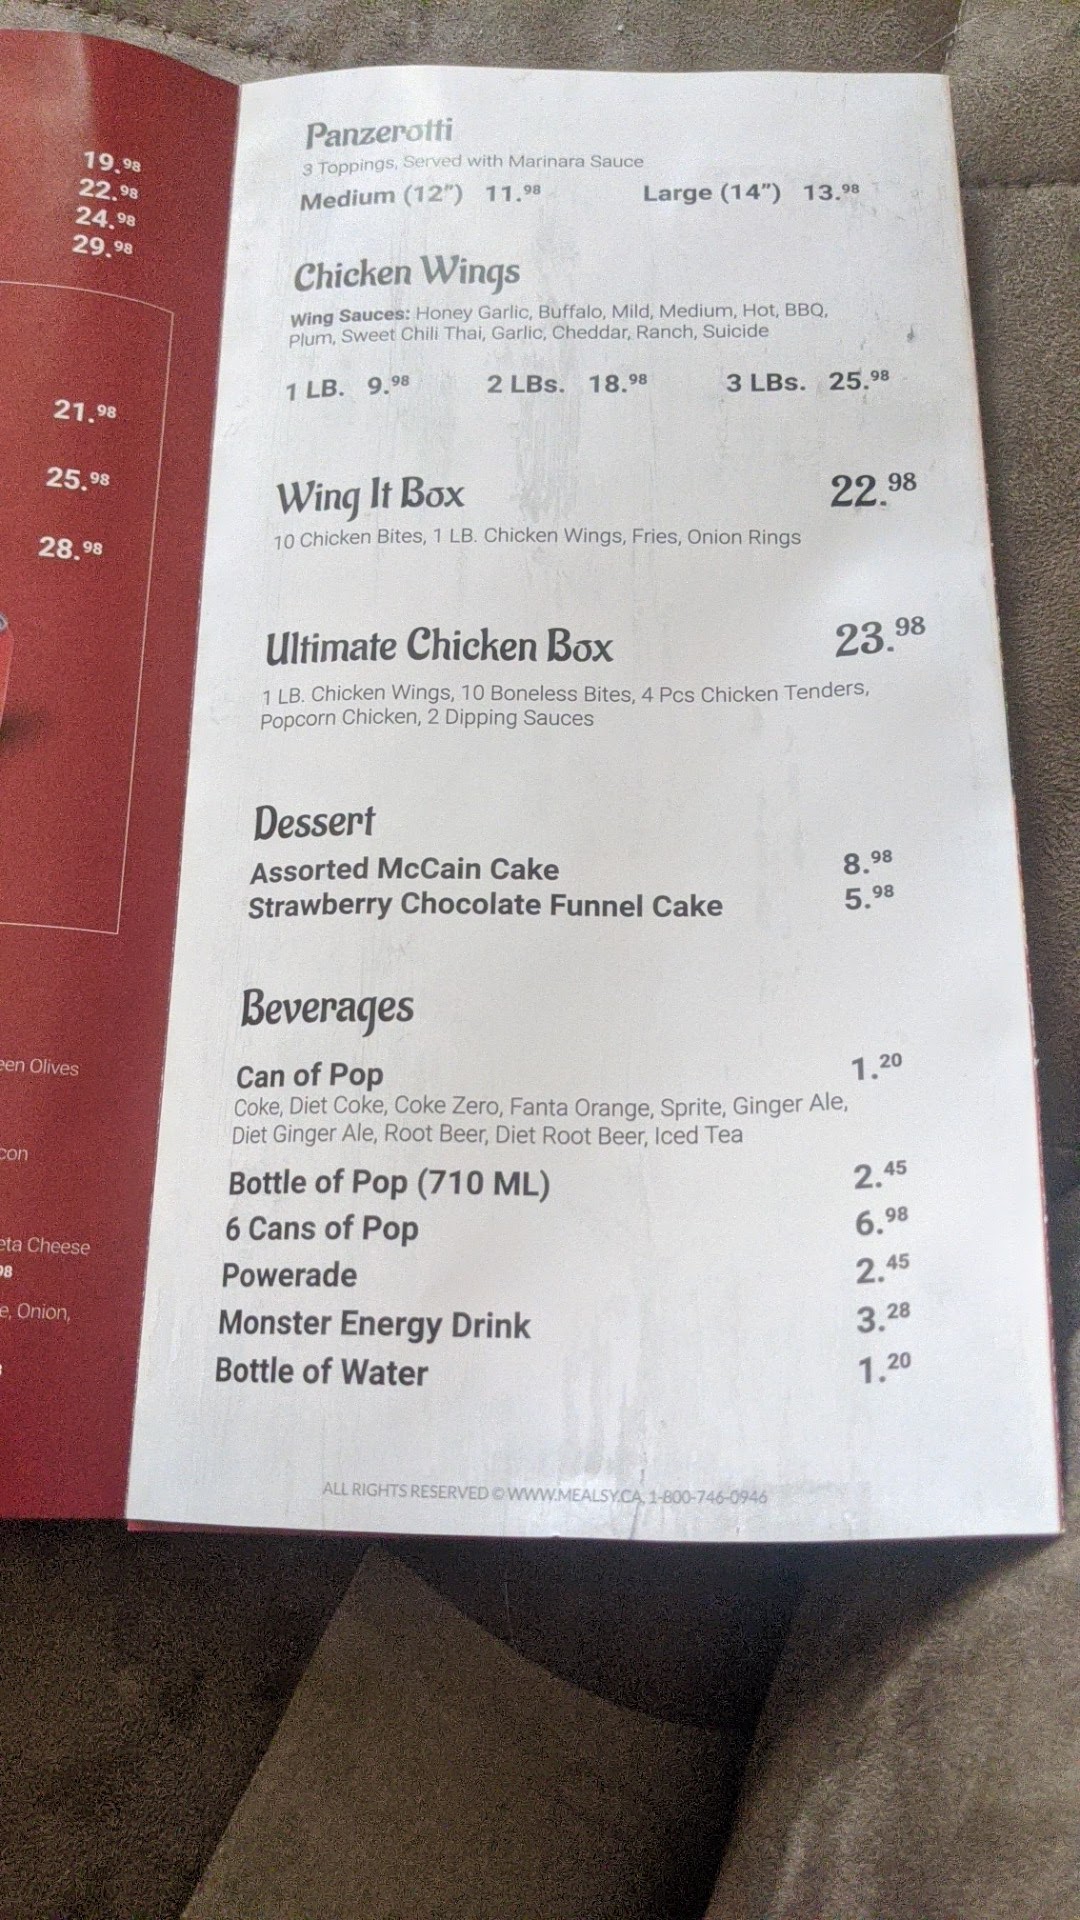 19.98
22.98
24.98
29.98
21.98
25.98
28.98
een Olives
con
eta Cheese
98
e, Onion,
Panzerotti
3 Toppings, Served with Marinara Sauce
Medium (12") 11.98 Large (14") 13.98
Chicken Wings
Wing Sauces: Honey Garlic, Buffalo, Mild, Medium, Hot, BBQ,
Plum, Sweet Chili Thai, Garlic, Cheddar, Ranch, Suicide
1 LB. 9.98 2 LBs. 18.98 3 LBs. 25.98
Wing It Box 22.98
10 Chicken Bites, 1 LB. Chicken Wings, Fries, Onion Rings
Ultimate Chicken Box 23.98
1 LB. Chicken Wings, 10 Boneless Bites, 4 Pcs Chicken Tenders,
Popcorn Chicken, 2 Dipping Sauces
Dessert
Assorted McCain Cake 8.98
Strawberry Chocolate Funnel Cake 5.98
Beverages
Can of Pop 1.20
Coke, Diet Coke, Coke Zero, Fanta Orange, Sprite, Ginger Ale,
Diet Ginger Ale, Root Beer, Diet Root Beer, Iced Tea
Bottle of Pop (710 ML) 2.45
6 Cans of Pop 6.98
Powerade 2.45
Monster Energy Drink 3.28
Bottle of Water 1.20
ALL RIGHTS RESERVED © WWW.MEALSY.CA, 1-800-746-0946